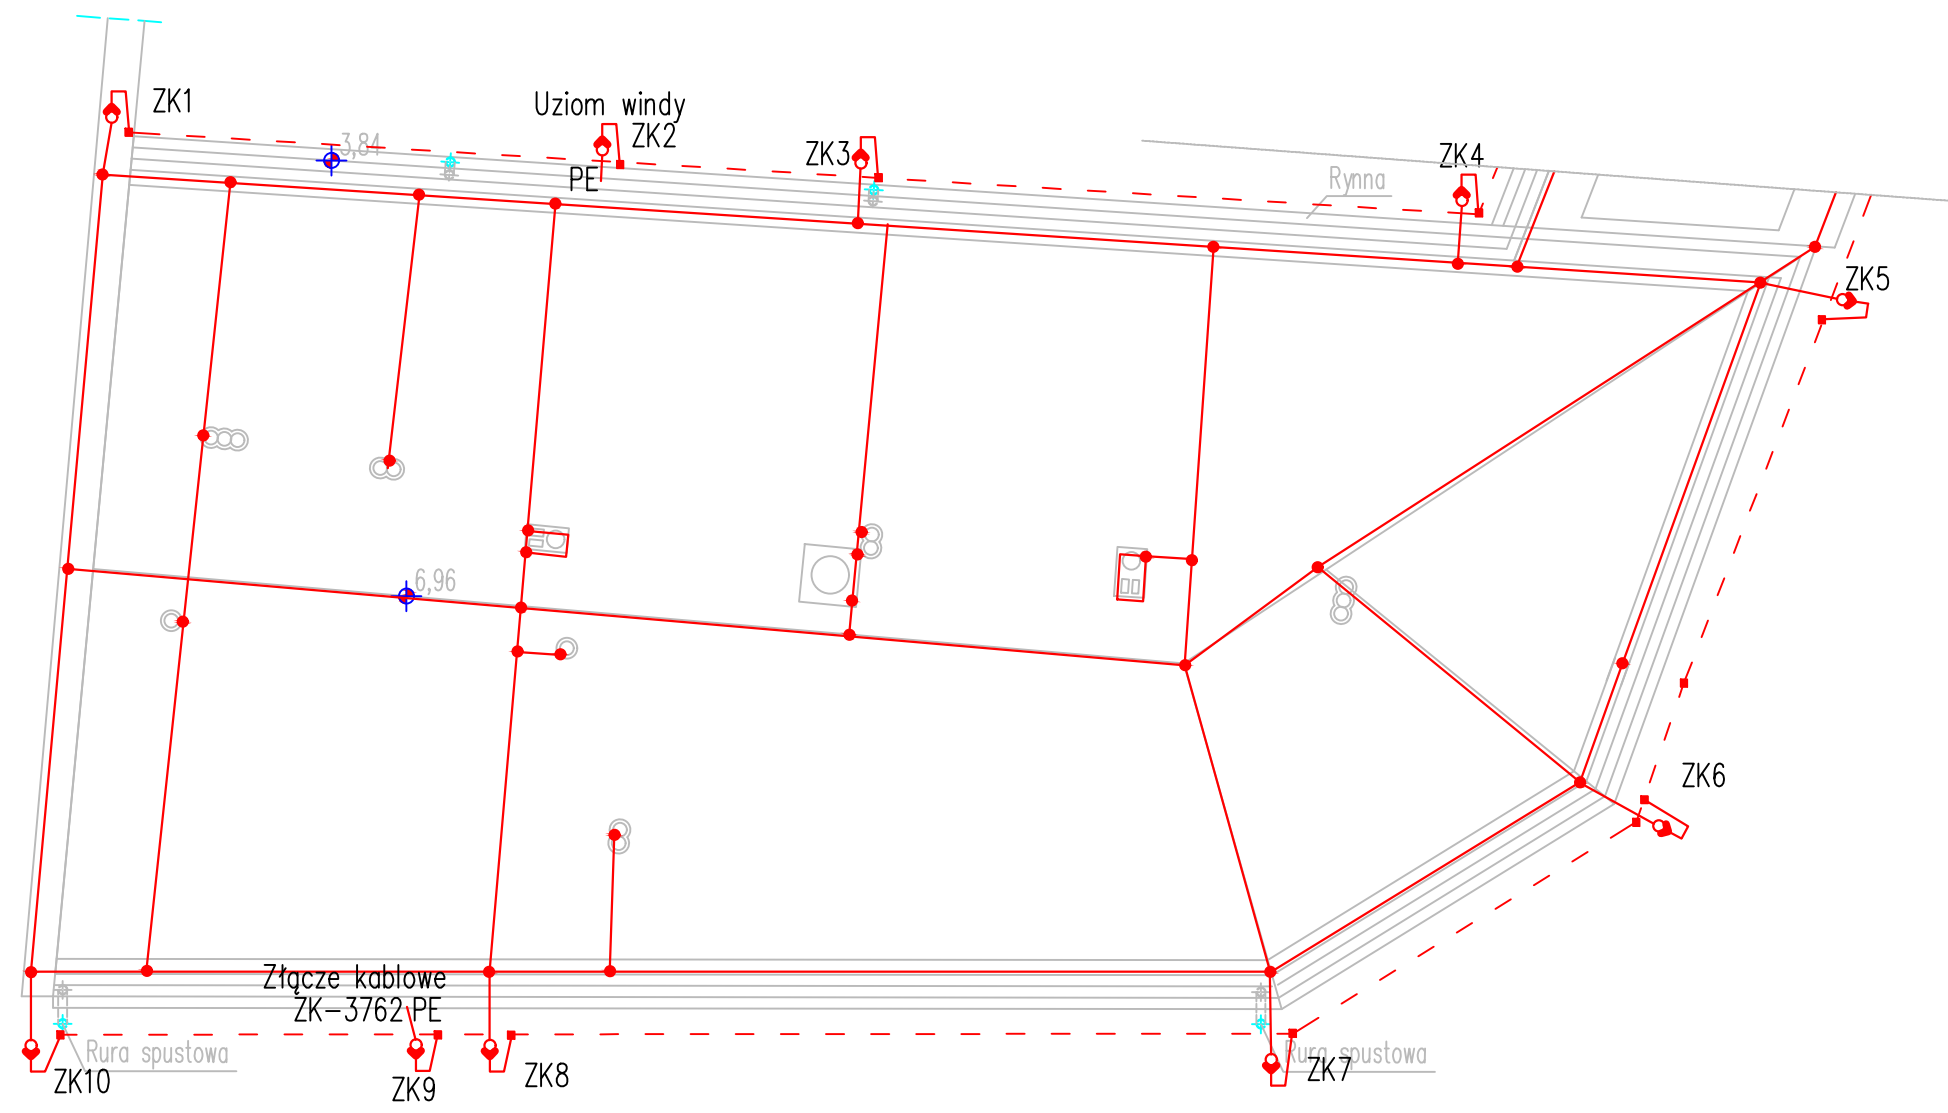 ZK1
Uziom windy
ZK2
3,84
ZK3
PE
ZK4
Rynna
ZK5
6,96
ZK6
Złącze kablowe
ZK-3762 PE
Rura spustowa
ZK10
ZK9
ZK8
Rura spustowa
ZK7